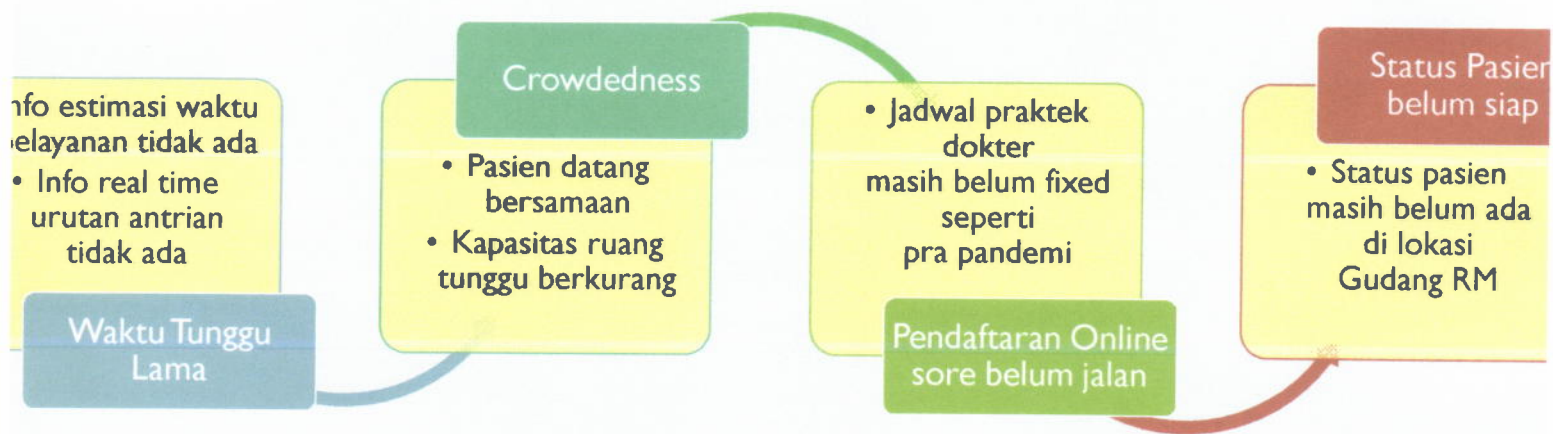 nfo estimasi waktu
elayanan tidak ada
• Info real time
urutan antrian
tidak ada
Waktu Tunggu
Lama
Crowdedness
• Pasien datang
bersamaan
• Kapasitas ruang
tunggu berkurang
• Jadwal praktek
dokter
masih belum fixed
seperti
pra pandemi
Pendaftaran Online
sore belum jalan
Status Pasien
belum siap
• Status pasien
masih belum ada
di lokasi
Gudang RM